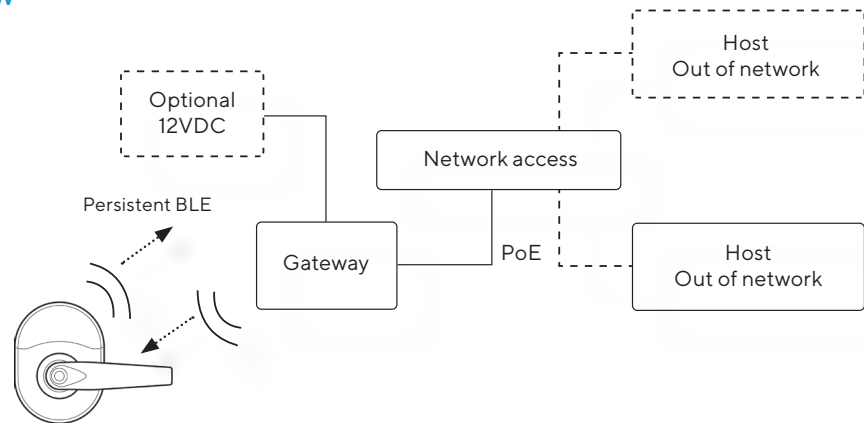 Host
Out of network
Optional
12VDC
Network access
Persistent BLE
Gateway
PoE
Host
Out of network